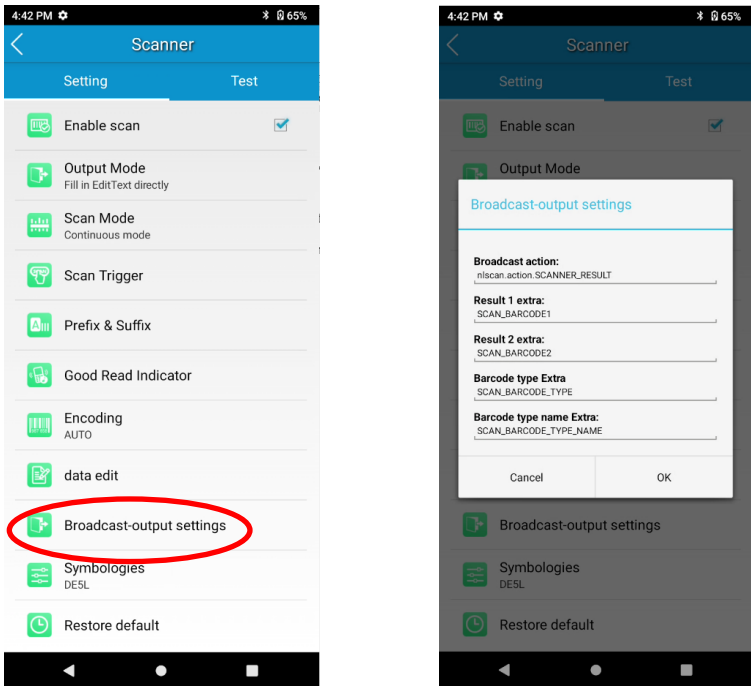 4:42 PM 65%
Scanner
Setting Test
Enable scan
Output Mode
Fill in EditText directly
Scan Mode
Continuous mode
Scan Trigger
Prefix & Suffix
Good Read Indicator
Encoding
AUTO
data edit
Broadcast-output settings
Symbologies
DE5L
Restore default
4:42 PM 65%
Scanner
Setting Test
Enable scan
Output Mode
Broadcast-output settings
Broadcast action:
nlscan.action.SCANNER_RESULT
Result 1 extra:
SCAN_BARCODE1
Result 2 extra:
SCAN_BARCODE2
Barcode type Extra
SCAN_BARCODE_TYPE
Barcode type name Extra:
SCAN_BARCODE_TYPE_NAME
Cancel OK
Broadcast-output settings
Symbologies
DE5L
Restore default